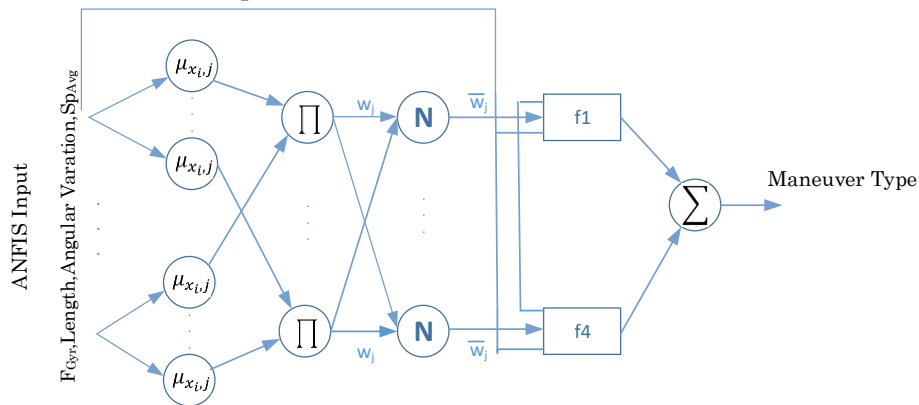 ANFIS Input
F_Gyr,Length,Angular Varation,Sp_Avg
μ_{x_i,j}
μ_{x_i,j}
μ_{x_i,j}
μ_{x_i,j}
∏
∏
w_j
w_j
N
N
w̅_j
w̅_j
f1
f4
∑
Maneuver Type